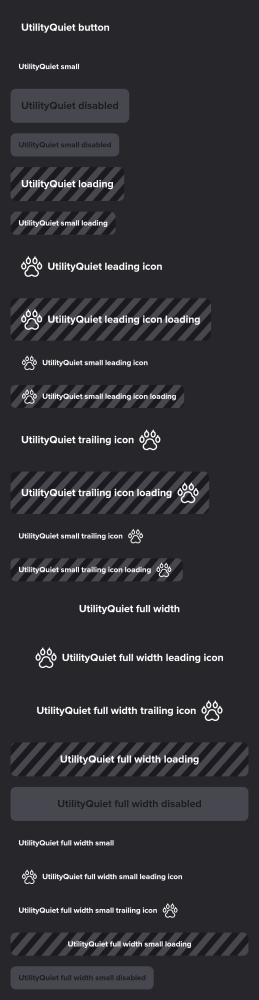 UtilityQuiet button
UtilityQuiet small
UtilityQuiet disabled
UtilityQuiet small disabled
UtilityQuiet loading
UtilityQuiet small loading
UtilityQuiet leading icon
UtilityQuiet leading icon loading
UtilityQuiet small leading icon
UtilityQuiet small leading icon loading
UtilityQuiet trailing icon
UtilityQuiet trailing icon loading
UtilityQuiet small trailing icon
UtilityQuiet small trailing icon loading
UtilityQuiet full width
UtilityQuiet full width leading icon
UtilityQuiet full width trailing icon
UtilityQuiet full width loading
UtilityQuiet full width disabled
UtilityQuiet full width small
UtilityQuiet full width small leading icon
UtilityQuiet full width small trailing icon
UtilityQuiet full width small loading
UtilityQuiet full width small disabled